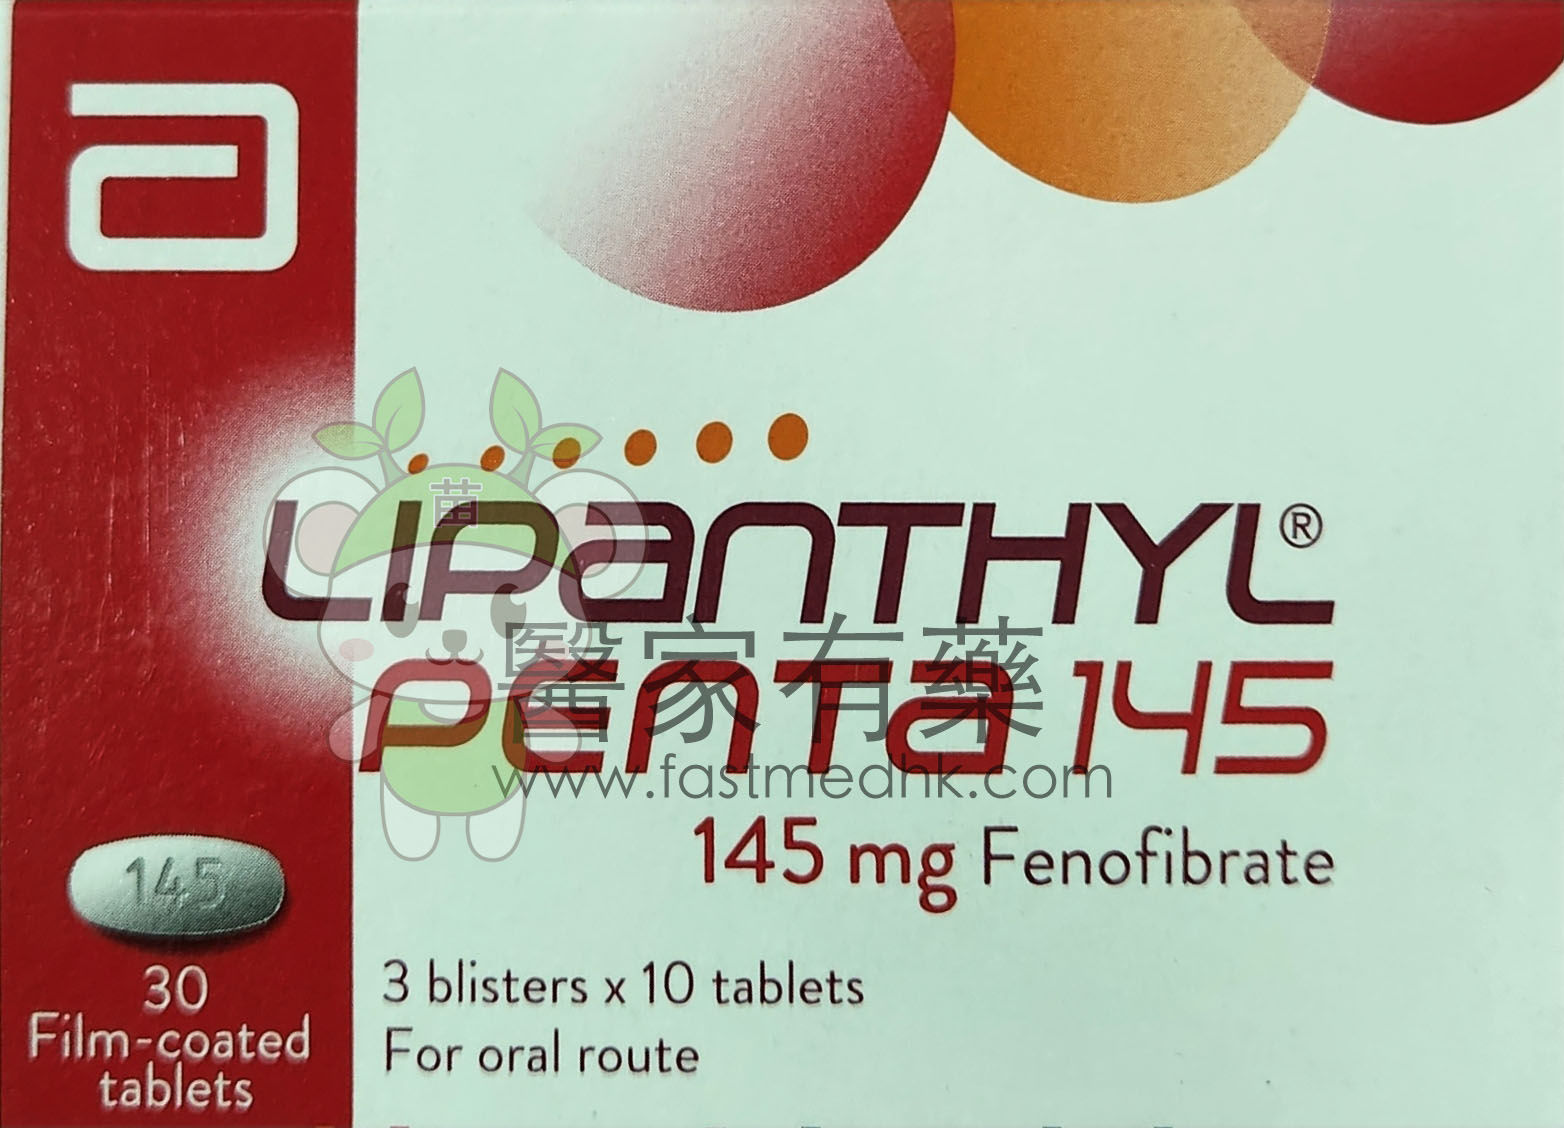 苗
LIPANTHYL®
PENTA 145
醫家有藥
www.fastmedhk.com
145 mg Fenofibrate
145
30
Film-coated
tablets
3 blisters x 10 tablets
For oral route